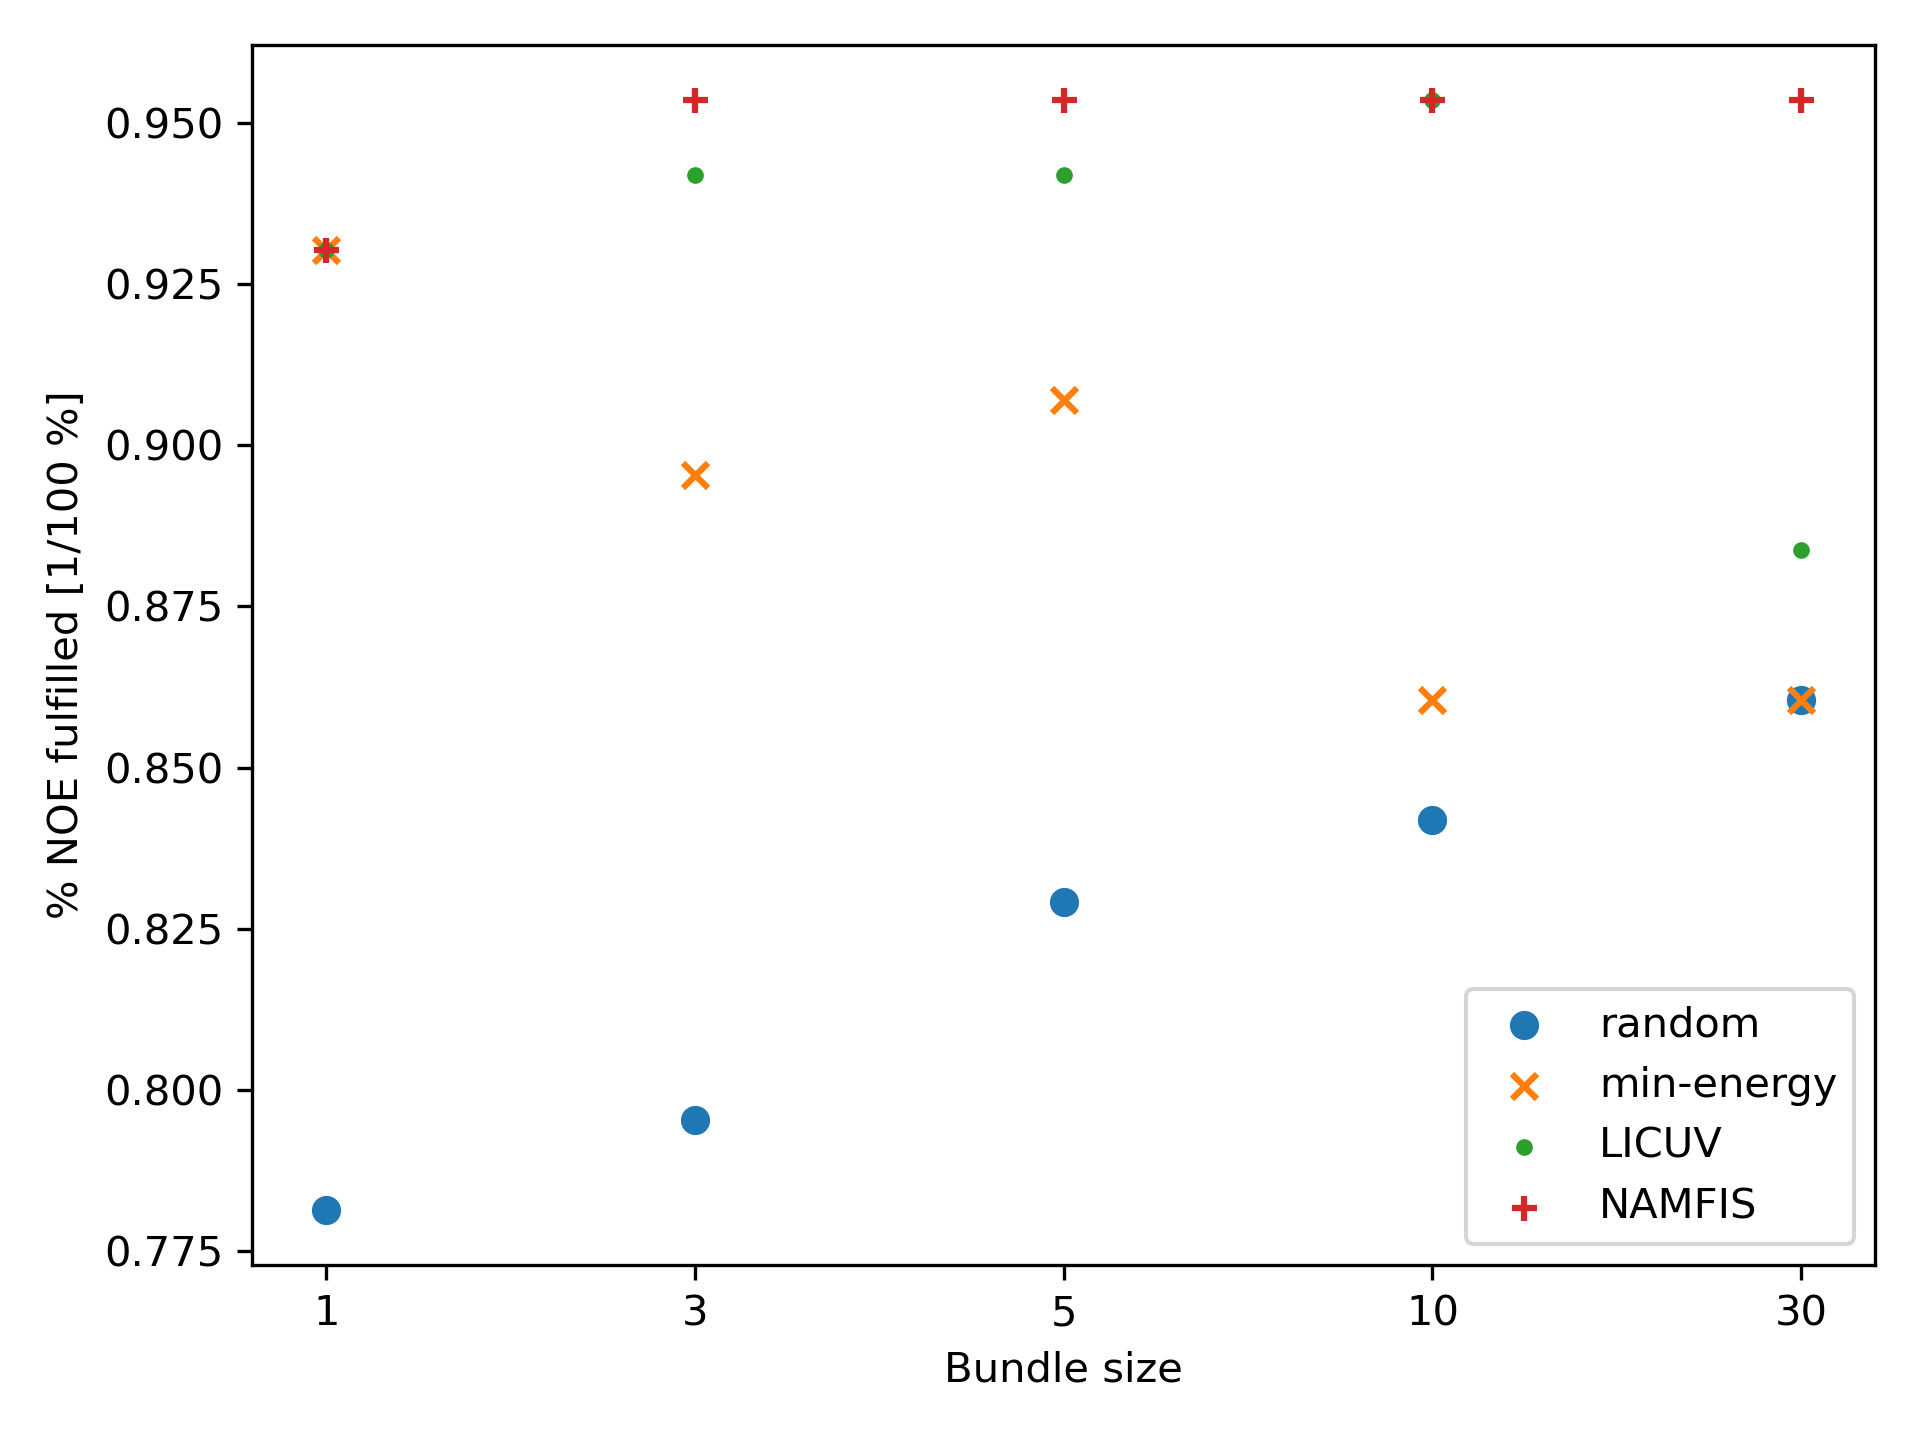 % NOE fulfilled [1/100 %]
0.950
0.925
0.900
0.875
0.850
0.825
0.800
0.775
1 3 5 10 30
Bundle size
random
min-energy
LICUV
NAMFIS